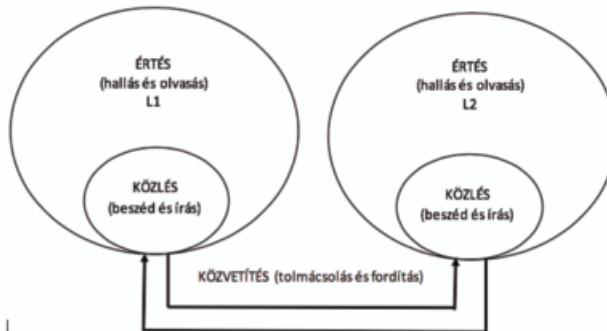 ÉRTÉS
(hallás és olvasás)
L1
KÖZLÉS
(beszéd és írás)
ÉRTÉS
(hallás és olvasás)
L2
KÖZLÉS
(beszéd és írás)
KÖZVETÍTÉS (tolmácsolás és fordítás)